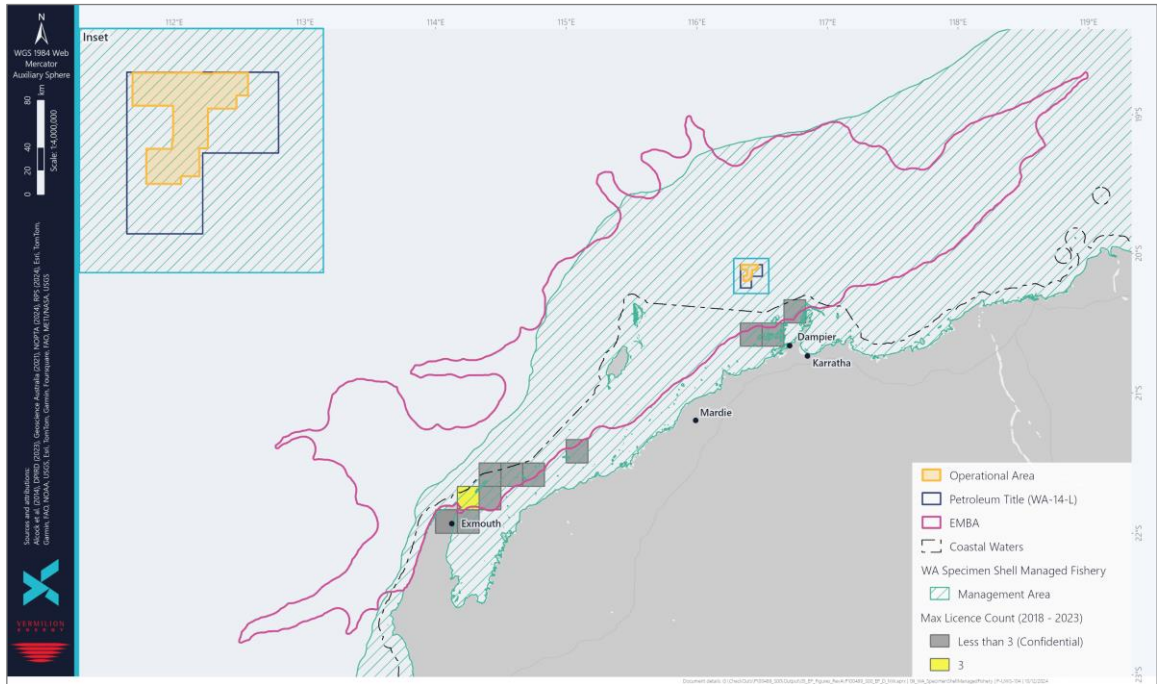 N
WGS 1984 Web
Mercator
Auxiliary Sphere
80
km
40
20
0
Scale: 1:4,000,000
Sources and attributions:
Alcock et al. (2014), DPIRD (2023), Geoscience Australia (2021), NOPTA (2024), RPS (2024), Esri, TomTom,
Garmin, FAO, NOAA, USGS, Esri, TomTom, Garmin, Foursquare, FAO, METI/NASA, USGS
VERMILION
ENERGY
112°E
113°E
114°E
115°E
116°E
117°E
118°E
119°E
Inset
19°S
20°S
21°S
22°S
23°S
Dampier
Karratha
Mardie
Exmouth
Operational Area
Petroleum Title (WA-14-L)
EMBA
Coastal Waters
WA Specimen Shell Managed Fishery
Management Area
Max Licence Count (2018 - 2023)
Less than 3 (Confidential)
3